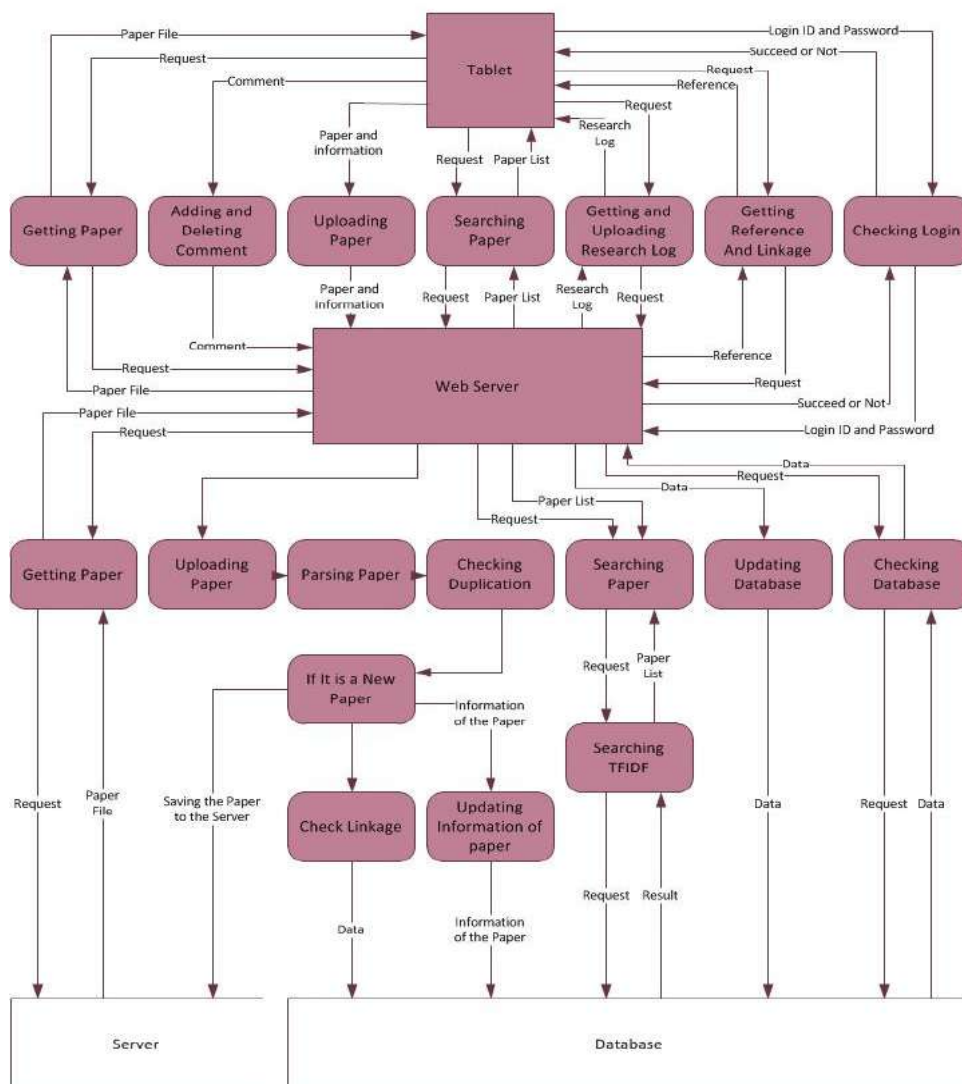 Paper File
Login ID and Password
Succeed or Not
Request
Tablet
Request
Comment
Reference
Request
Paper and
information
Research
Log
Request
Paper List
Getting Paper
Adding and
Deleting
Comment
Uploading
Paper
Searching
Paper
Getting and
Uploading
Research Log
Getting
Reference
And Linkage
Checking Login
Paper and
information
Request
Paper List
Research
Log
Request
Comment
Reference
Request
Request
Paper File
Web Server
Succeed or Not
Paper File
Request
Login ID and Password
Data
Request
Data
Paper List
Request
Getting Paper
Uploading
Paper
Parsing Paper
Checking
Duplication
Searching
Paper
Updating
Database
Checking
Database
Request
Paper
List
If It is a New
Paper
Information
of the Paper
Searching
TFIDF
Request
Paper
File
Saving the Paper
to the Server
Check Linkage
Updating
Information of
paper
Data
Request
Data
Request
Result
Data
Information
of the Paper
Server
Database